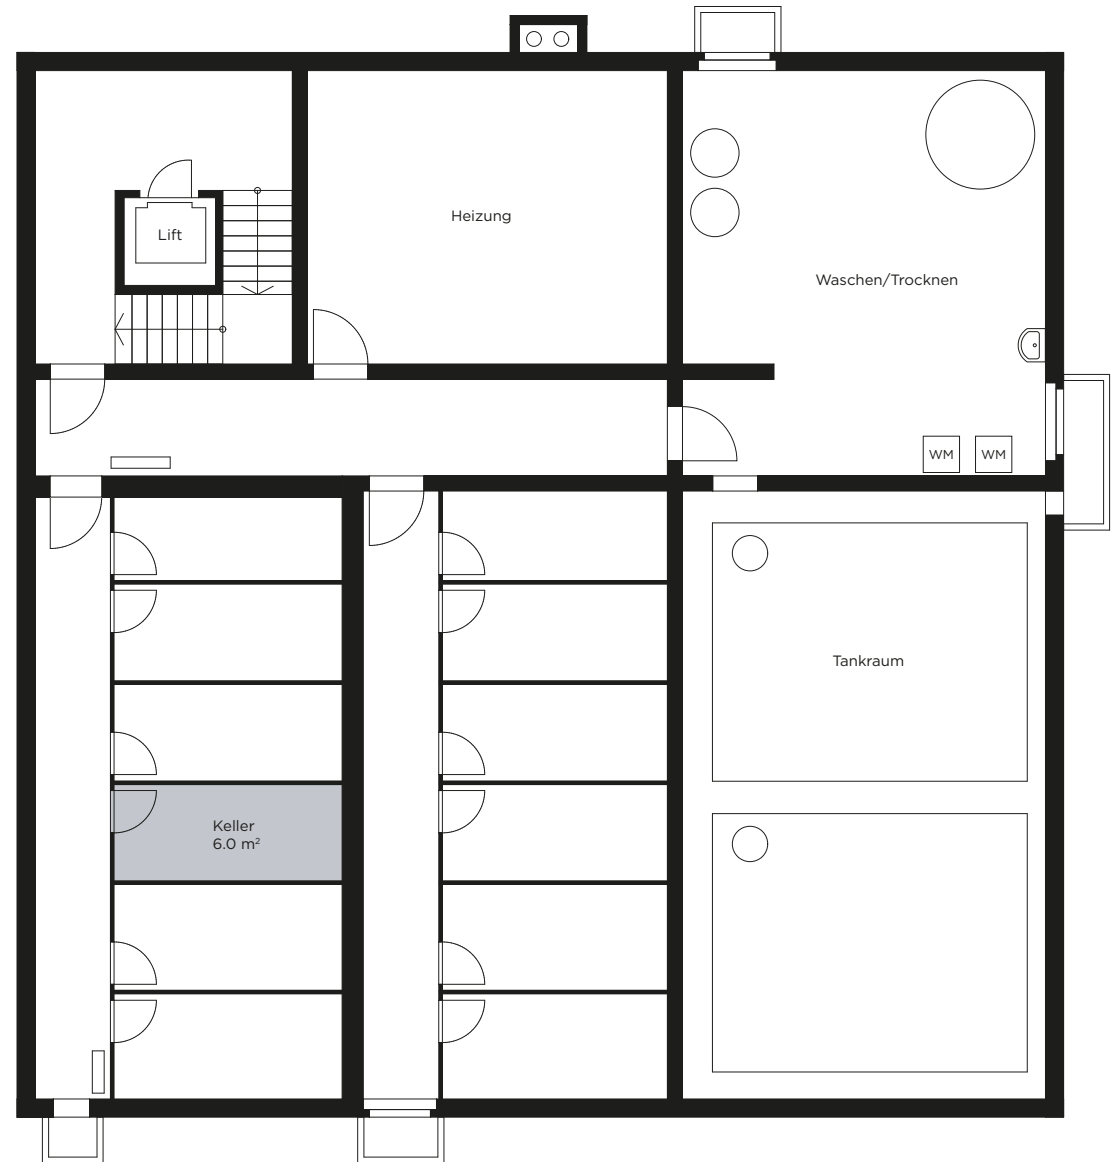 Heizung
Lift
Waschen/Trocknen
WM
WM
Tankraum
Keller
6.0 m²